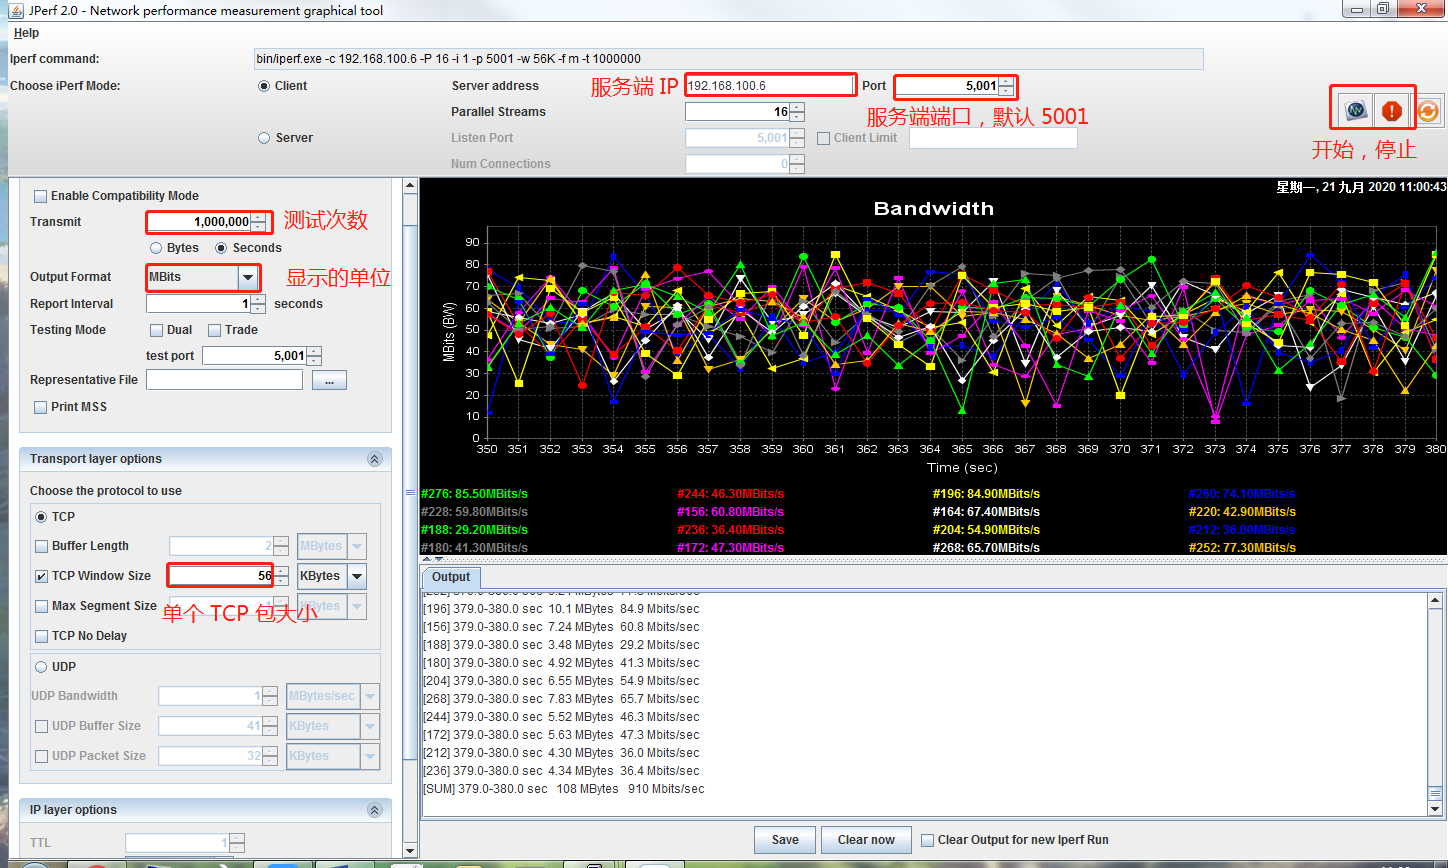 JPerf 2.0 - Network performance measurement graphical tool
Help
Iperf command: bin/iperf.exe -c 192.168.100.6 -P 16 -i 1 -p 5001 -w 56K -f m -t 1000000
Choose iPerf Mode: Client Server address 服务端 IP 192.168.100.6 Port 5,001
Parallel Streams 16 服务端端口，默认 5001
Server Listen Port 5,001 Client Limit
开始，停止
Num Connections 0
Enable Compatibility Mode
Transmit 1,000,000 测试次数
Bytes Seconds
Output Format MBits 显示的单位
Report Interval 1 seconds
Testing Mode Dual Trade
test port 5,001
Representative File ...
Print MSS
Transport layer options
Choose the protocol to use
TCP
Buffer Length 2 MBytes
TCP Window Size 56 KBytes
Max Segment Size KBytes
单个 TCP 包大小
TCP No Delay
UDP
UDP Bandwidth 1 MBytes/sec
UDP Buffer Size 41 KBytes
UDP Packet Size 32 KBytes
IP layer options
TTL 1
星期一, 21 九月 2020 11:00:43
Bandwidth
MBits (BW)
90
80
70
60
50
40
30
20
10
0
350 351 352 353 354 355 356 357 358 359 360 361 362 363 364 365 366 367 368 369 370 371 372 373 374 375 376 377 378 379 380
Time (sec)
#276: 85.50MBits/s #244: 46.30MBits/s #196: 84.90MBits/s #260: 74.10MBits/s
#228: 59.80MBits/s #156: 60.80MBits/s #164: 67.40MBits/s #220: 42.90MBits/s
#188: 29.20MBits/s #236: 36.40MBits/s #204: 54.90MBits/s #212: 36.00MBits/s
#180: 41.30MBits/s #172: 47.30MBits/s #268: 65.70MBits/s #252: 77.30MBits/s
Output
[196] 379.0-380.0 sec 10.1 MBytes 84.9 Mbits/sec
[156] 379.0-380.0 sec 7.24 MBytes 60.8 Mbits/sec
[188] 379.0-380.0 sec 3.48 MBytes 29.2 Mbits/sec
[180] 379.0-380.0 sec 4.92 MBytes 41.3 Mbits/sec
[204] 379.0-380.0 sec 6.55 MBytes 54.9 Mbits/sec
[268] 379.0-380.0 sec 7.83 MBytes 65.7 Mbits/sec
[244] 379.0-380.0 sec 5.52 MBytes 46.3 Mbits/sec
[172] 379.0-380.0 sec 5.63 MBytes 47.3 Mbits/sec
[212] 379.0-380.0 sec 4.30 MBytes 36.0 Mbits/sec
[236] 379.0-380.0 sec 4.34 MBytes 36.4 Mbits/sec
[SUM] 379.0-380.0 sec 108 MBytes 910 Mbits/sec
Save Clear now Clear Output for new Iperf Run